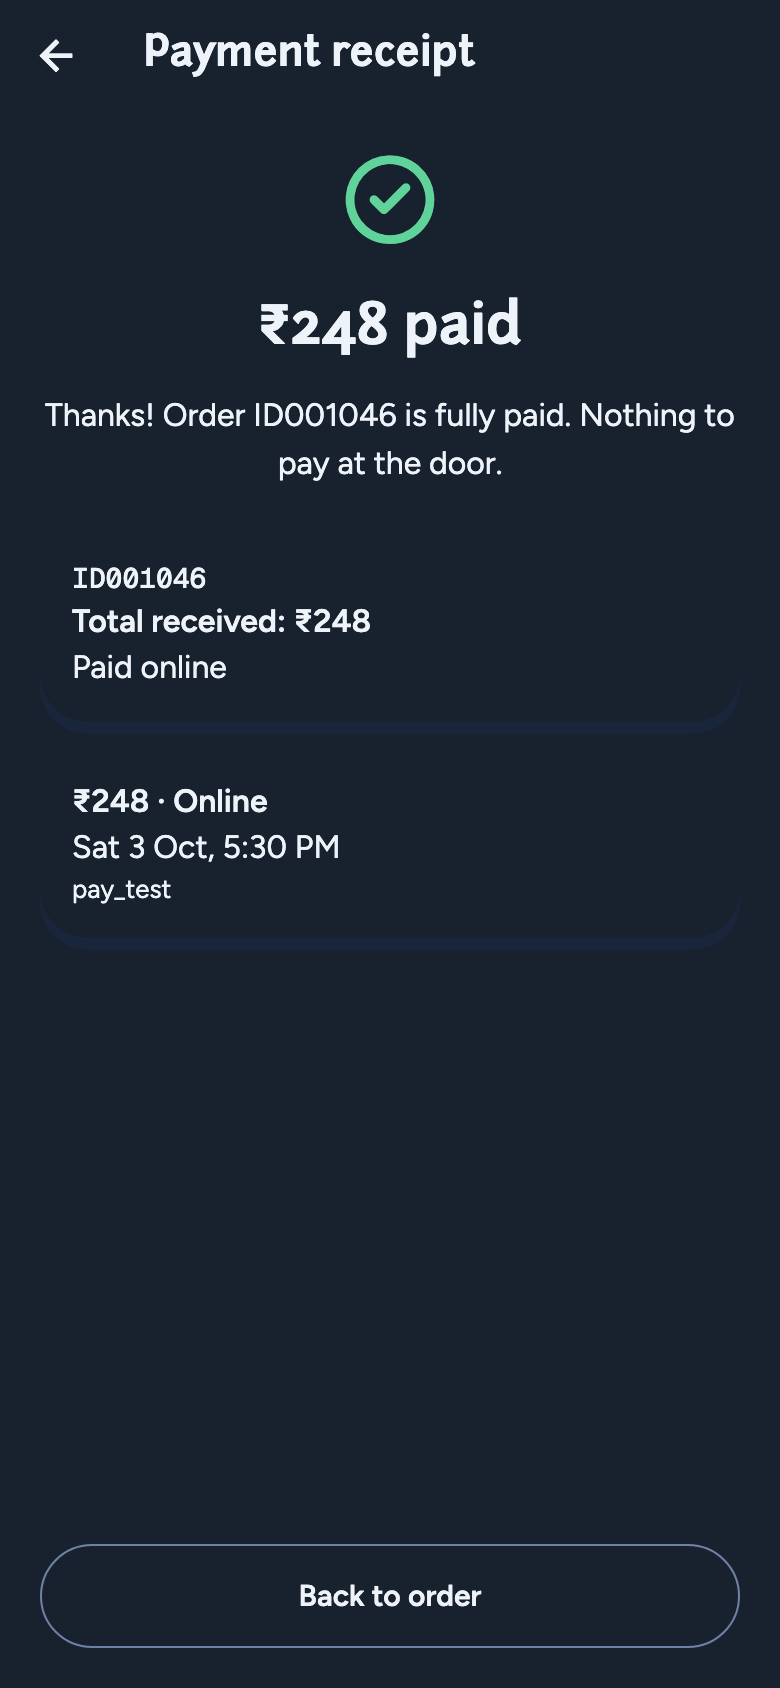 Payment receipt
₹248 paid
Thanks! Order ID001046 is fully paid. Nothing to
pay at the door.
ID001046
Total received: ₹248
Paid online
₹248 · Online
Sat 3 Oct, 5:30 PM
pay_test
Back to order